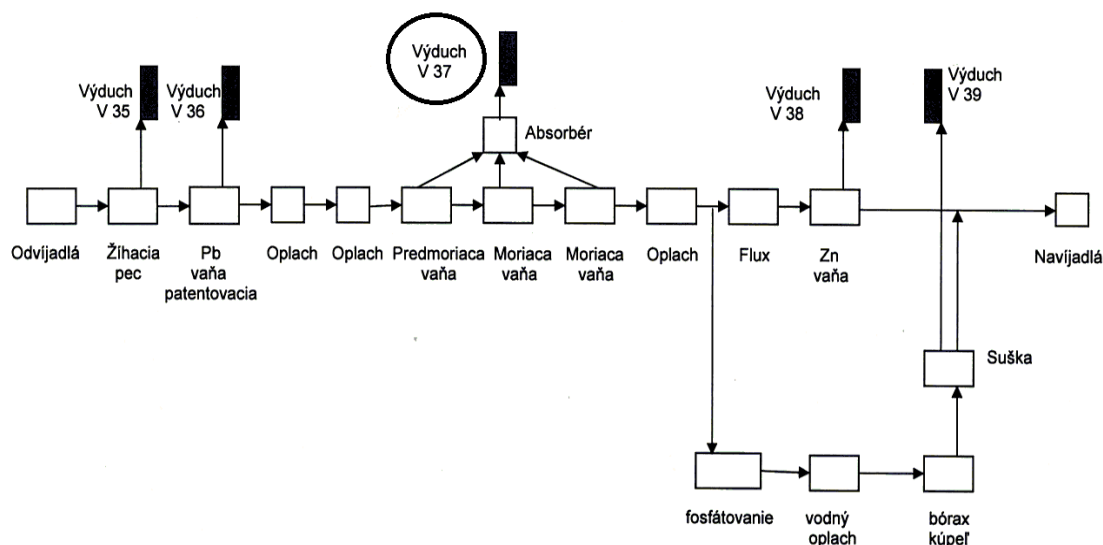 Výduch
V 35
Výduch
V 36
Výduch
V 37
Absorbér
Výduch
V 38
Výduch
V 39
Odvíjadlá
Žíhacia
pec
Pb
vaňa
patentovacia
Oplach
Oplach
Predmoriaca
vaňa
Moriaca
vaňa
Moriaca
vaňa
Oplach
Flux
Zn
vaňa
Navíjadlá
Suška
fosfátovanie
vodný
oplach
bórax
kúpeľ